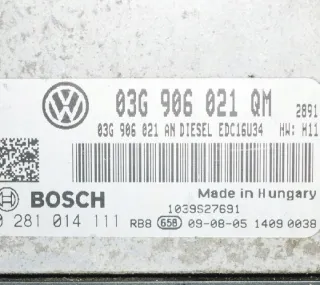 03G 906 021 QM 2891
03G 906 021 AN DIESEL EDC16U34 HW: H11
BOSCH
Made in Hungary
1039S27691
0 281 014 111 RB8 658 09-08-05 1409 0038